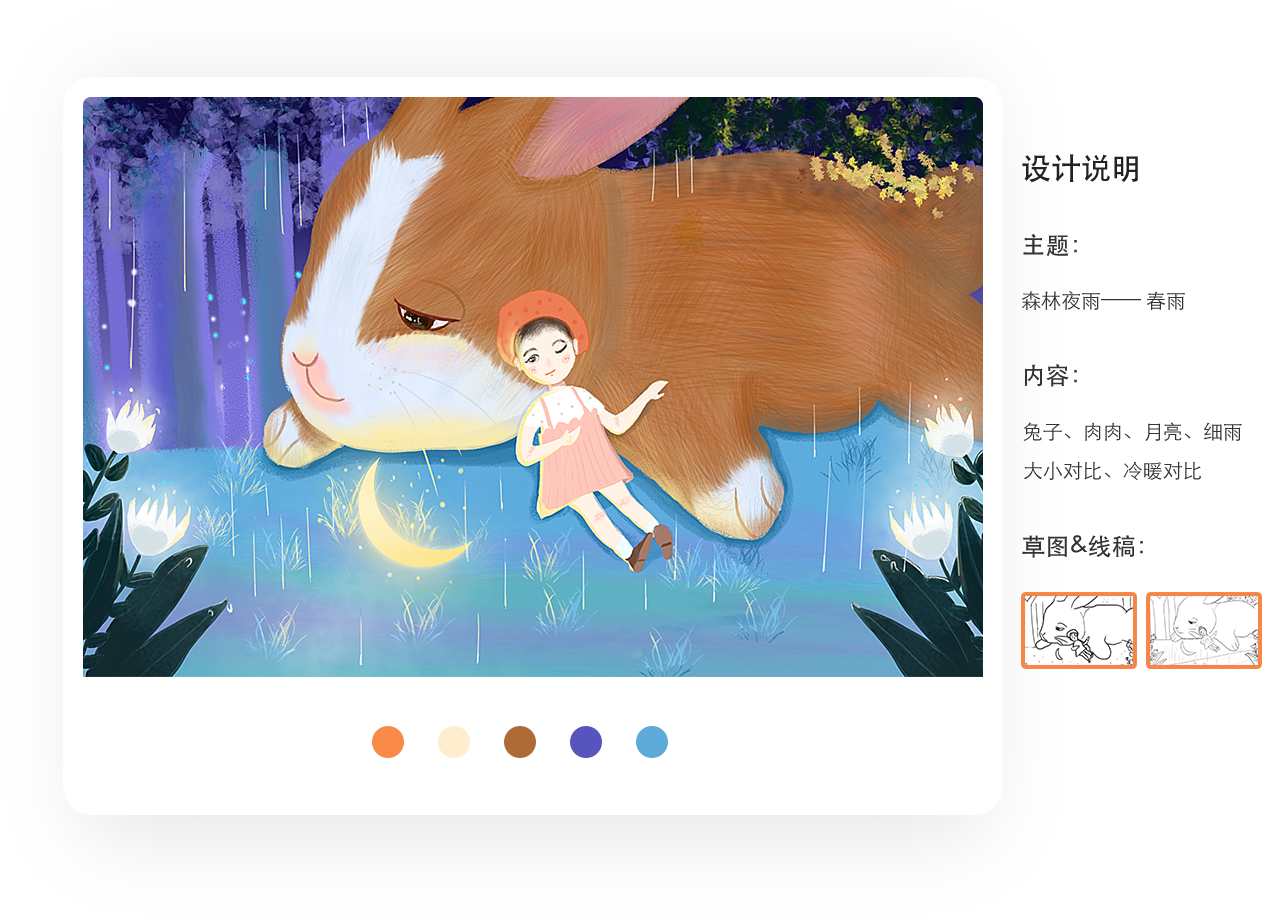 设计说明
主题：
森林夜雨—— 春雨
内容：
兔子、肉肉、月亮、细雨
大小对比、冷暖对比
草图&线稿：